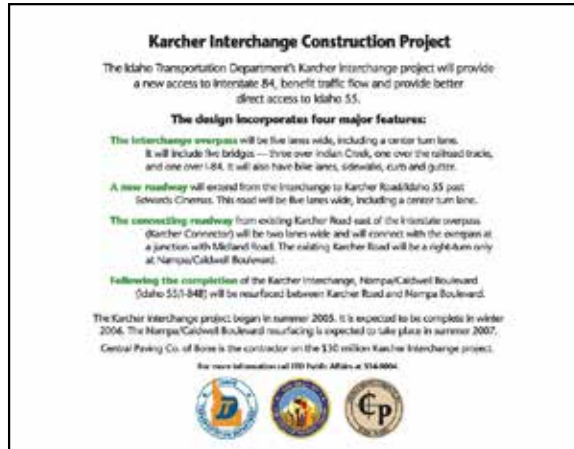 Karcher Interchange Construction Project
The Idaho Transportation Department's Karcher Interchange project will provide
a new access to Interstate 84, benefit traffic flow and provide better
direct access to Idaho 55.
The design incorporates four major features:
The interchange overpass will be five lanes wide, including a center turn lane.
It will include five bridges — three over Indian Creek, one over the railroad tracks,
and one over I-84. It will also have bike lanes, sidewalks, curb and gutter.
A new roadway will extend from the interchange to Karcher Road/Idaho 55 past
Edwards Cinemas. This road will be five lanes wide, including a center turn lane.
The connecting roadway from existing Karcher Road east of the interstate overpass
(Karcher Connector) will be two lanes wide and will connect with the overpass at
a junction with Midland Road. The existing Karcher Road will be a right-turn only
at Nampa/Caldwell Boulevard.
Following the completion of the Karcher Interchange, Nampa/Caldwell Boulevard
(Idaho 55/I-84B) will be resurfaced between Karcher Road and Nampa Boulevard.
The Karcher Interchange project began in summer 2005. It is expected to be complete in winter
2006. The Nampa/Caldwell Boulevard resurfacing is expected to take place in summer 2007.
Central Paving Co. of Boise is the contractor on the $30 million Karcher Interchange project.
For more information call ITD Public Affairs at
CP